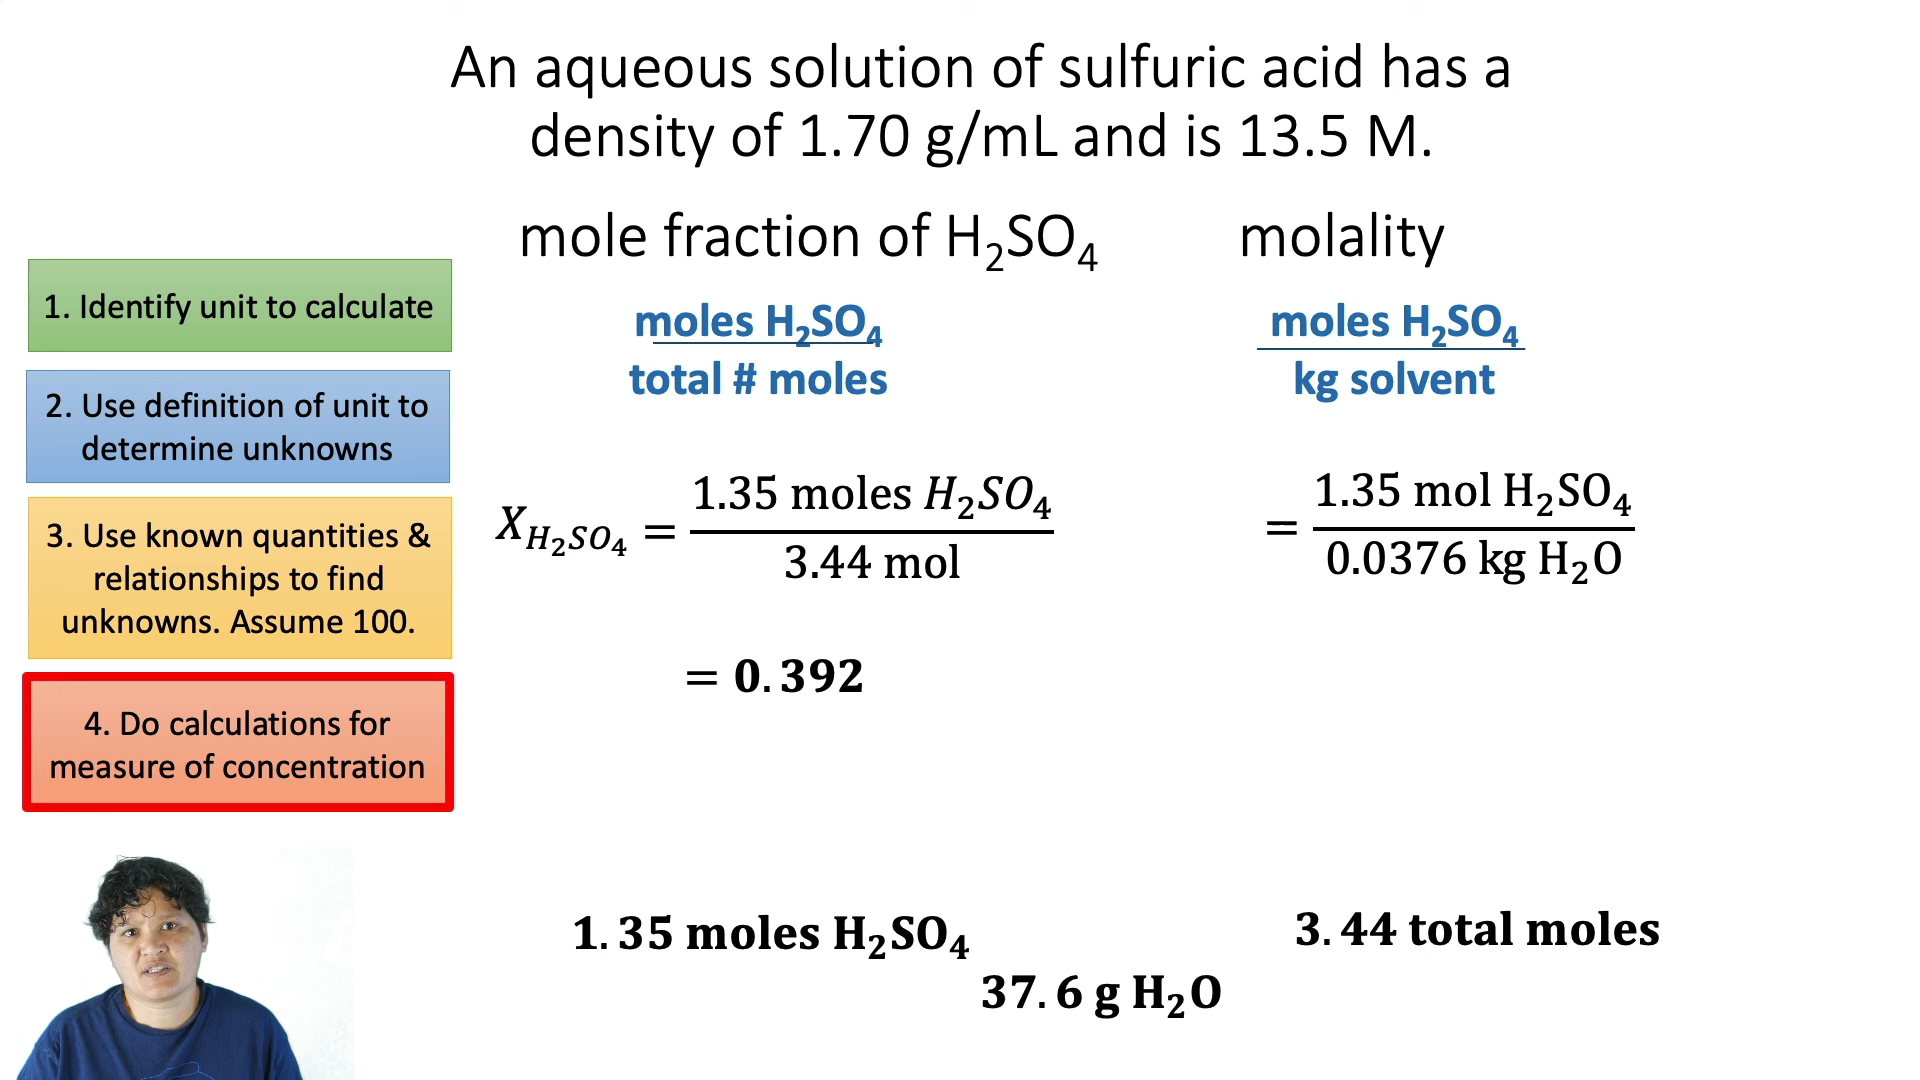 An aqueous solution of sulfuric acid has a
density of 1.70 g/mL and is 13.5 M.
mole fraction of H₂SO₄
molality
1. Identify unit to calculate
2. Use definition of unit to
determine unknowns
3. Use known quantities &
relationships to find
unknowns. Assume 100.
4. Do calculations for
measure of concentration
moles H₂SO₄
total # moles
moles H₂SO₄
kg solvent
X_{H₂SO₄} = 1.35 moles H₂SO₄
3.44 mol
= 0.392
= 1.35 mol H₂SO₄
0.0376 kg H₂O
1.35 moles H₂SO₄
37.6 g H₂O
3.44 total moles